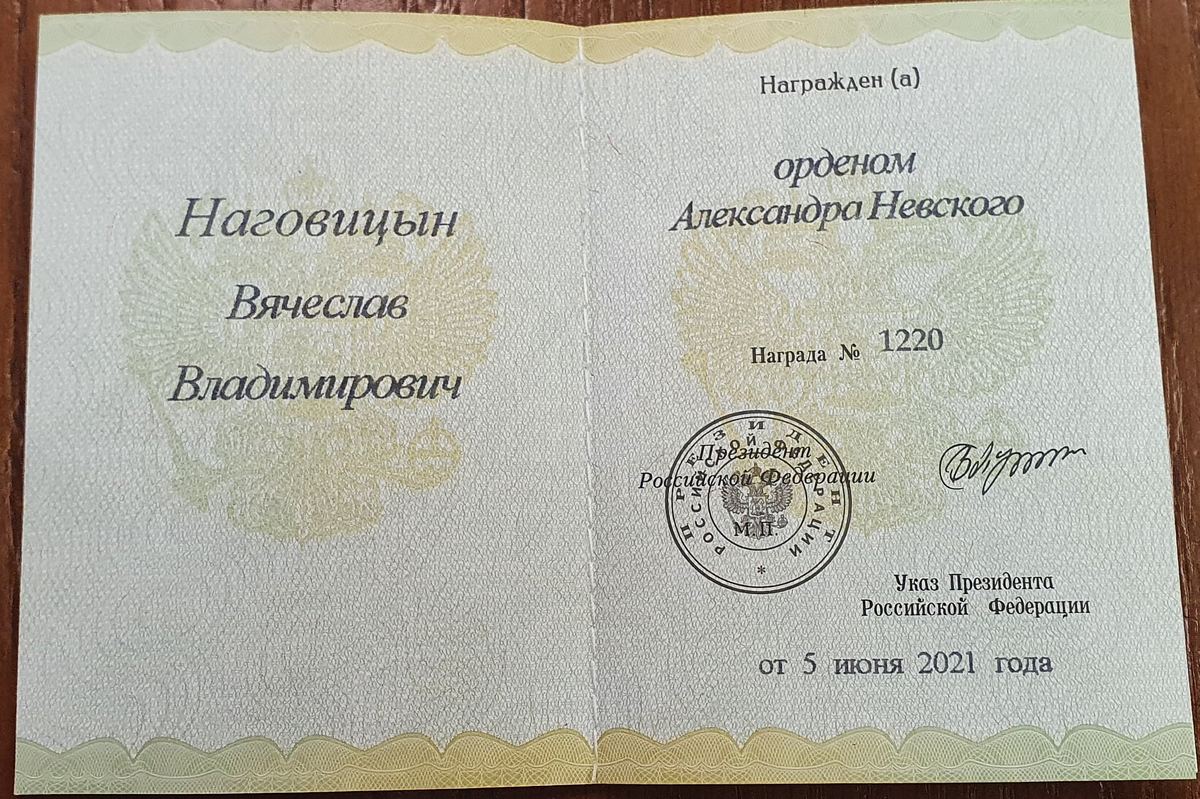 Наговицын
Вячеслав
Владимирович
Награжден (а)
орденом
Александра Невского
Награда № 1220
Президент
Российской Федерации
М.П.
ПРЕЗИДЕНТ
РОССИЙСКОЙ ФЕДЕРАЦИИ
*
Указ Президента
Российской Федерации
от 5 июня 2021 года